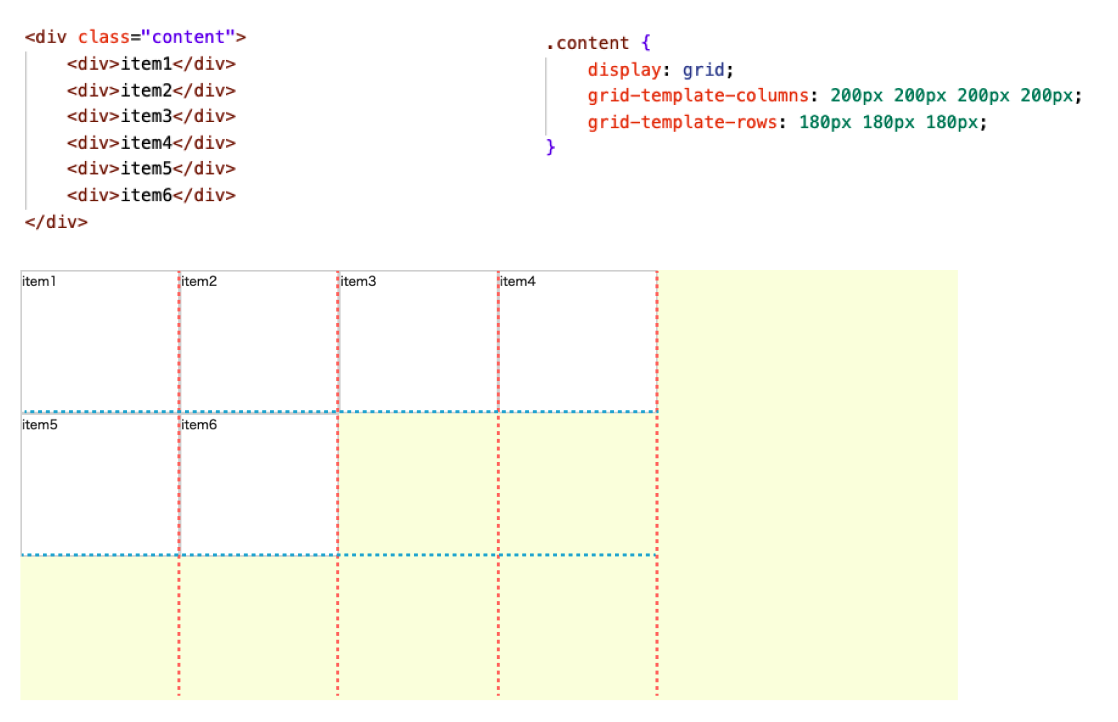 <div class="content">
    <div>item1</div>
    <div>item2</div>
    <div>item3</div>
    <div>item4</div>
    <div>item5</div>
    <div>item6</div>
</div>
.content {
    display: grid;
    grid-template-columns: 200px 200px 200px 200px;
    grid-template-rows: 180px 180px 180px;
}
item1 item2 item3 item4
item5 item6